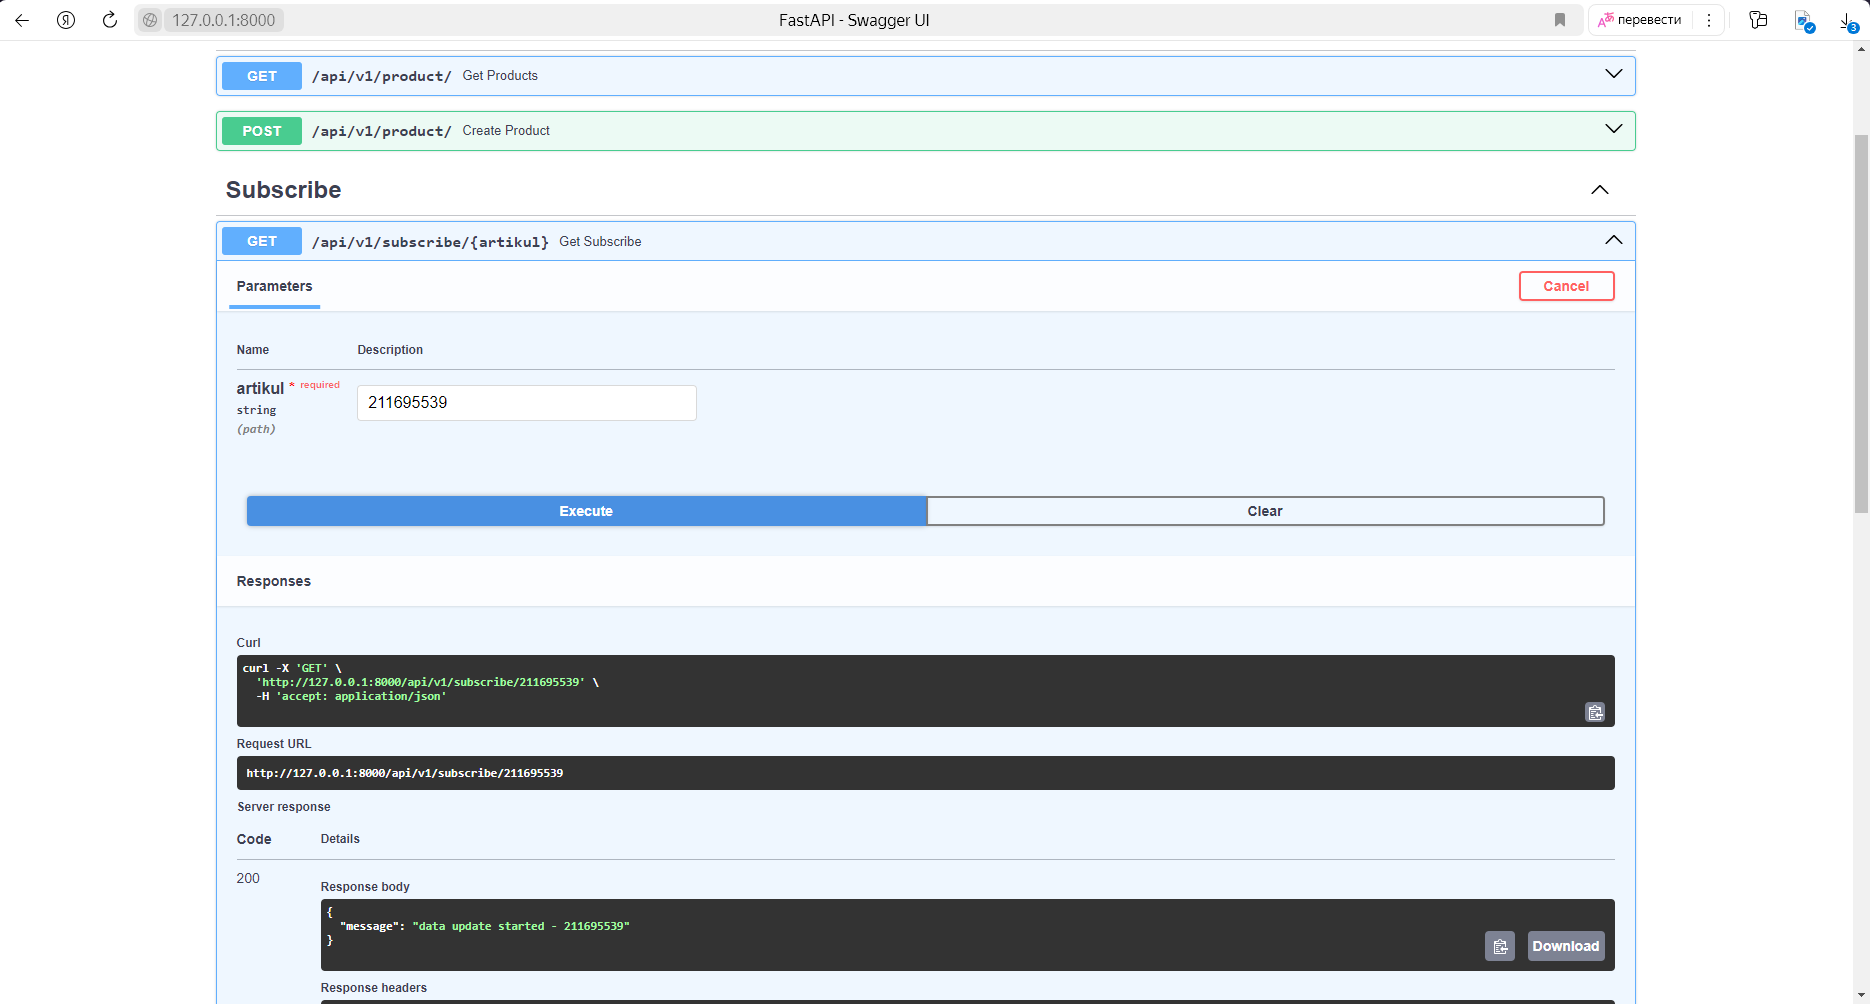 127.0.0.1:8000
FastAPI - Swagger UI
перевести
3
GET /api/v1/product/ Get Products
POST /api/v1/product/ Create Product
Subscribe
GET /api/v1/subscribe/{artikul} Get Subscribe
Parameters
Cancel
Name Description
artikul * required
string
(path)
211695539
Execute
Clear
Responses
Curl
curl -X 'GET' \
'http://127.0.0.1:8000/api/v1/subscribe/211695539' \
-H 'accept: application/json'
Request URL
http://127.0.0.1:8000/api/v1/subscribe/211695539
Server response
Code Details
200
Response body
{
"message": "data update started - 211695539"
}
Download
Response headers